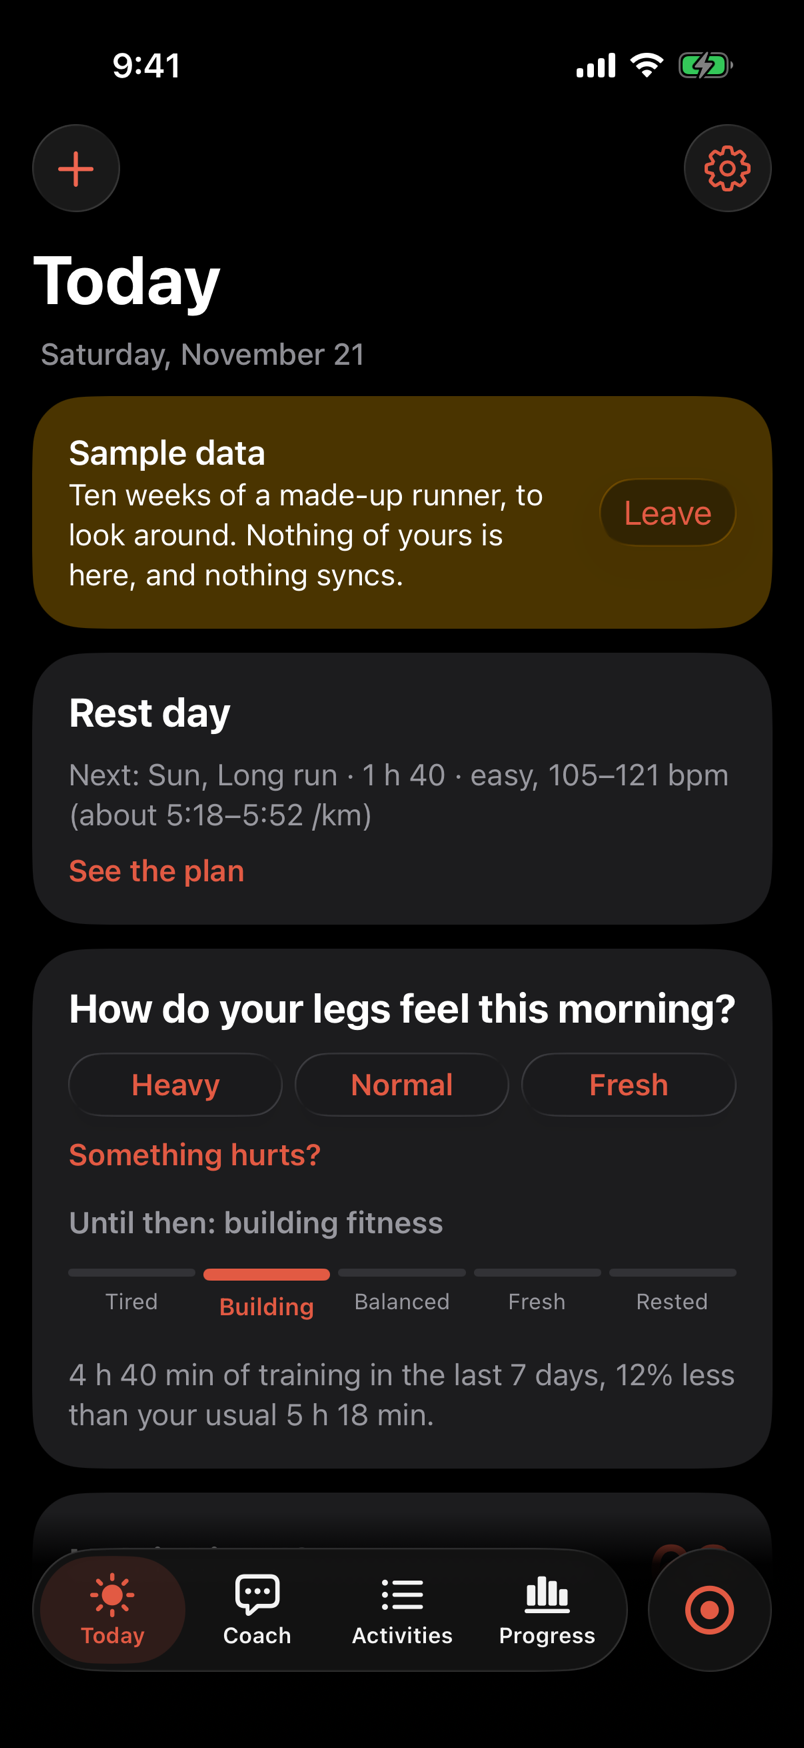 9:41
Today
Saturday, November 21
Sample data
Ten weeks of a made-up runner, to
look around. Nothing of yours is
here, and nothing syncs.
Leave
Rest day
Next: Sun, Long run · 1 h 40 · easy, 105–121 bpm
(about 5:18–5:52 /km)
See the plan
How do your legs feel this morning?
Heavy
Normal
Fresh
Something hurts?
Until then: building fitness
Tired
Building
Balanced
Fresh
Rested
4 h 40 min of training in the last 7 days, 12% less
than your usual 5 h 18 min.
Today
Coach
Activities
Progress